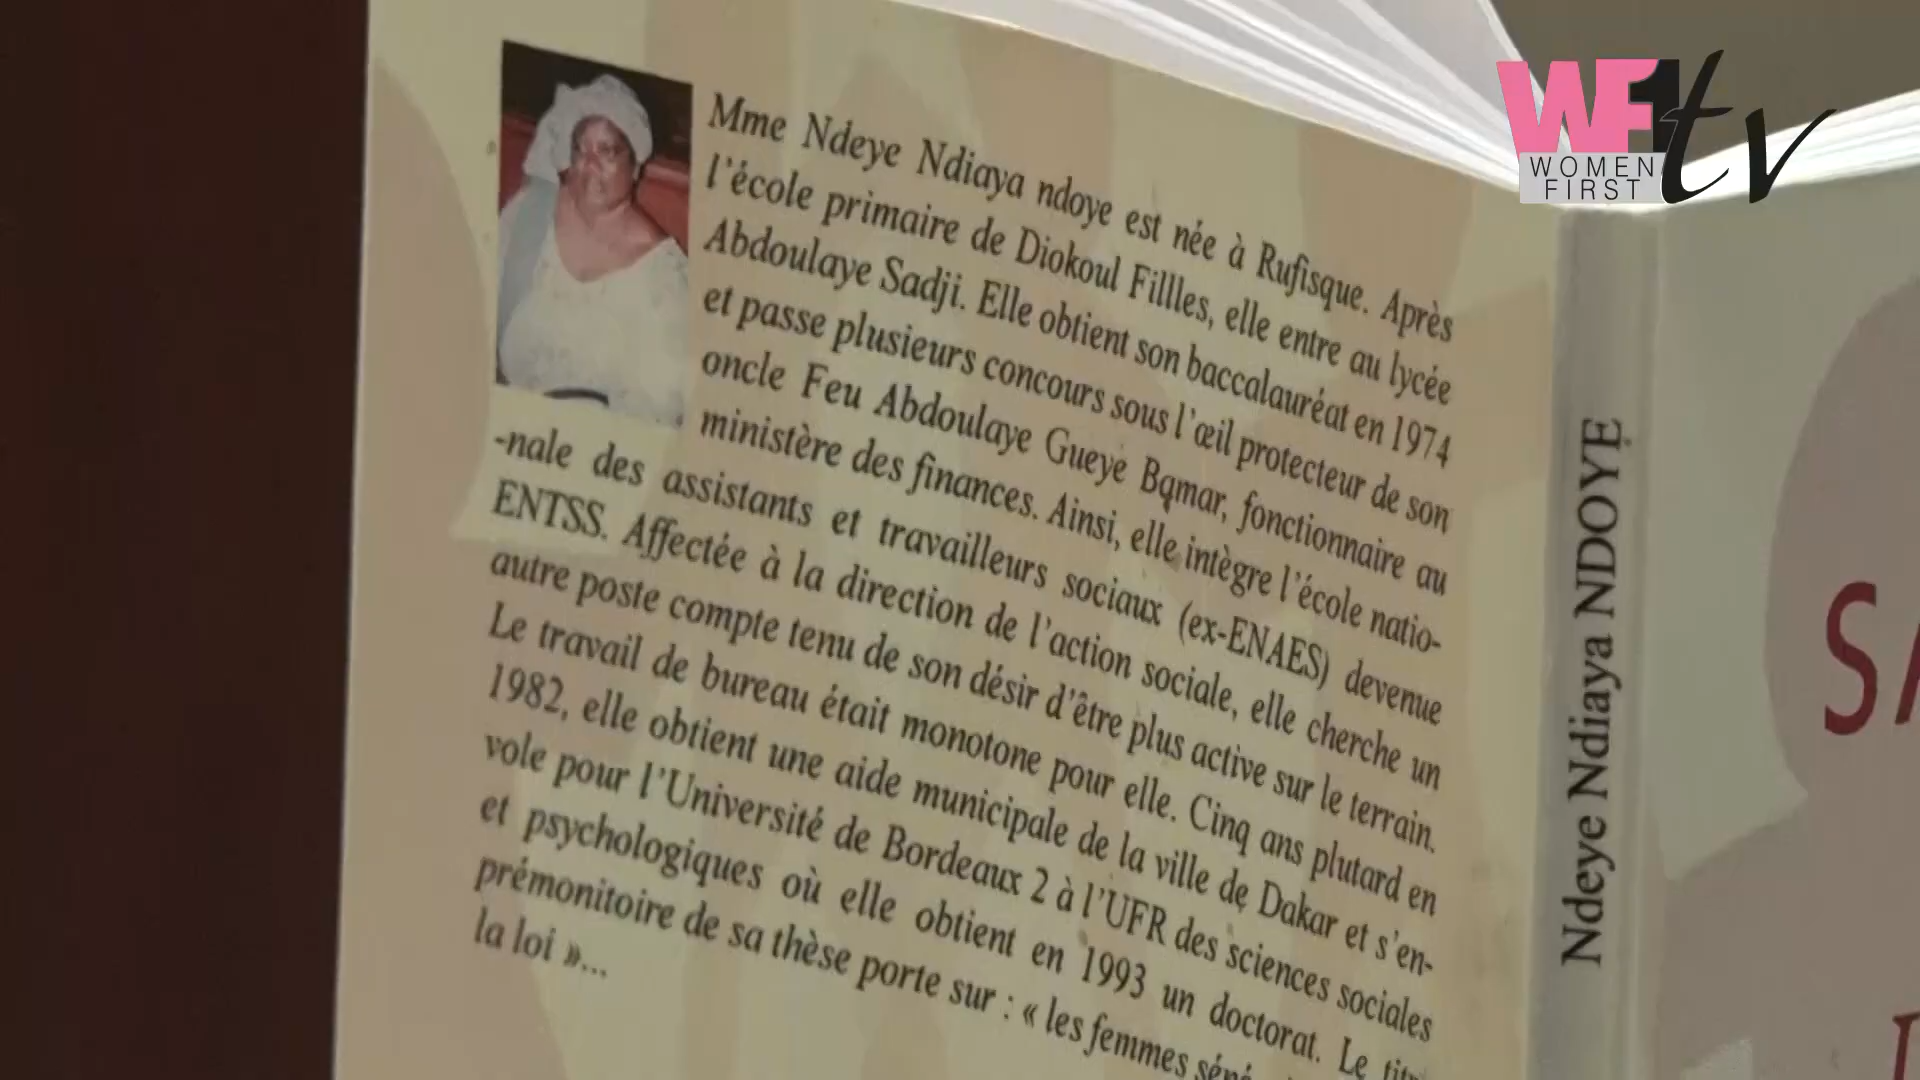 WF1tv
WOMEN
FIRST
Mme Ndeye Ndiaya ndoye est née à Rufisque. Après
l'école primaire de Diokoul Fillles, elle entre au lycée
Abdoulaye Sadji. Elle obtient son baccalauréat en 1974
et passe plusieurs concours sous l'œil protecteur de son
oncle Feu Abdoulaye Gueye Bqmar, fonctionnaire au
ministère des finances. Ainsi, elle intègre l'école natio-
-nale des assistants et travailleurs sociaux (ex-ENAES) devenue
ENTSS. Affectée à la direction de l'action sociale, elle cherche un
autre poste compte tenu de son désir d'être plus active sur le terrain.
Le travail de bureau était monotone pour elle. Cinq ans plutard en
1982, elle obtient une aide municipale de la ville de Dakar et s'en-
vole pour l'Université de Bordeaux 2 à l'UFR des sciences sociales
et psychologiques où elle obtient en 1993 un doctorat. Le
prémonitoire de sa thèse porte sur : « les femmes
la loi »...
Ndeye Ndiaya NDOYE